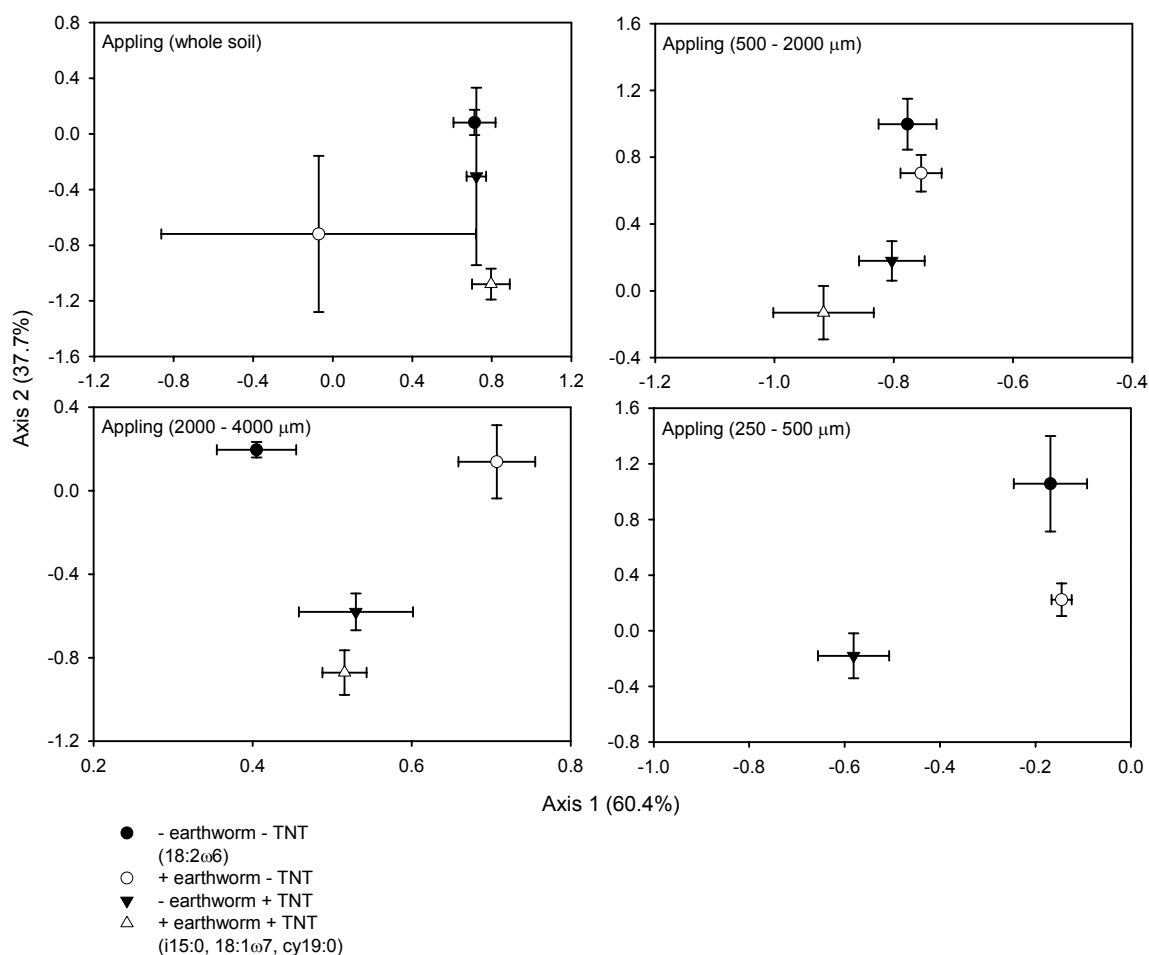 Appling (whole soil)
0.8
0.4
0.0
-0.4
-0.8
-1.2
-1.6
-1.2 -0.8 -0.4 0.0 0.4 0.8 1.2
Appling (500 - 2000 μm)
1.6
1.2
0.8
0.4
0.0
-0.4
-1.2 -1.0 -0.8 -0.6 -0.4
Axis 2 (37.7%)
Appling (2000 - 4000 μm)
0.4
0.0
-0.4
-0.8
-1.2
0.2 0.4 0.6 0.8
Appling (250 - 500 μm)
1.6
1.2
0.8
0.4
0.0
-0.4
-0.8
-1.0 -0.8 -0.6 -0.4 -0.2 0.0
Axis 1 (60.4%)
- earthworm - TNT
(18:2ω6)
+ earthworm - TNT
- earthworm + TNT
+ earthworm + TNT
(i15:0, 18:1ω7, cy19:0)